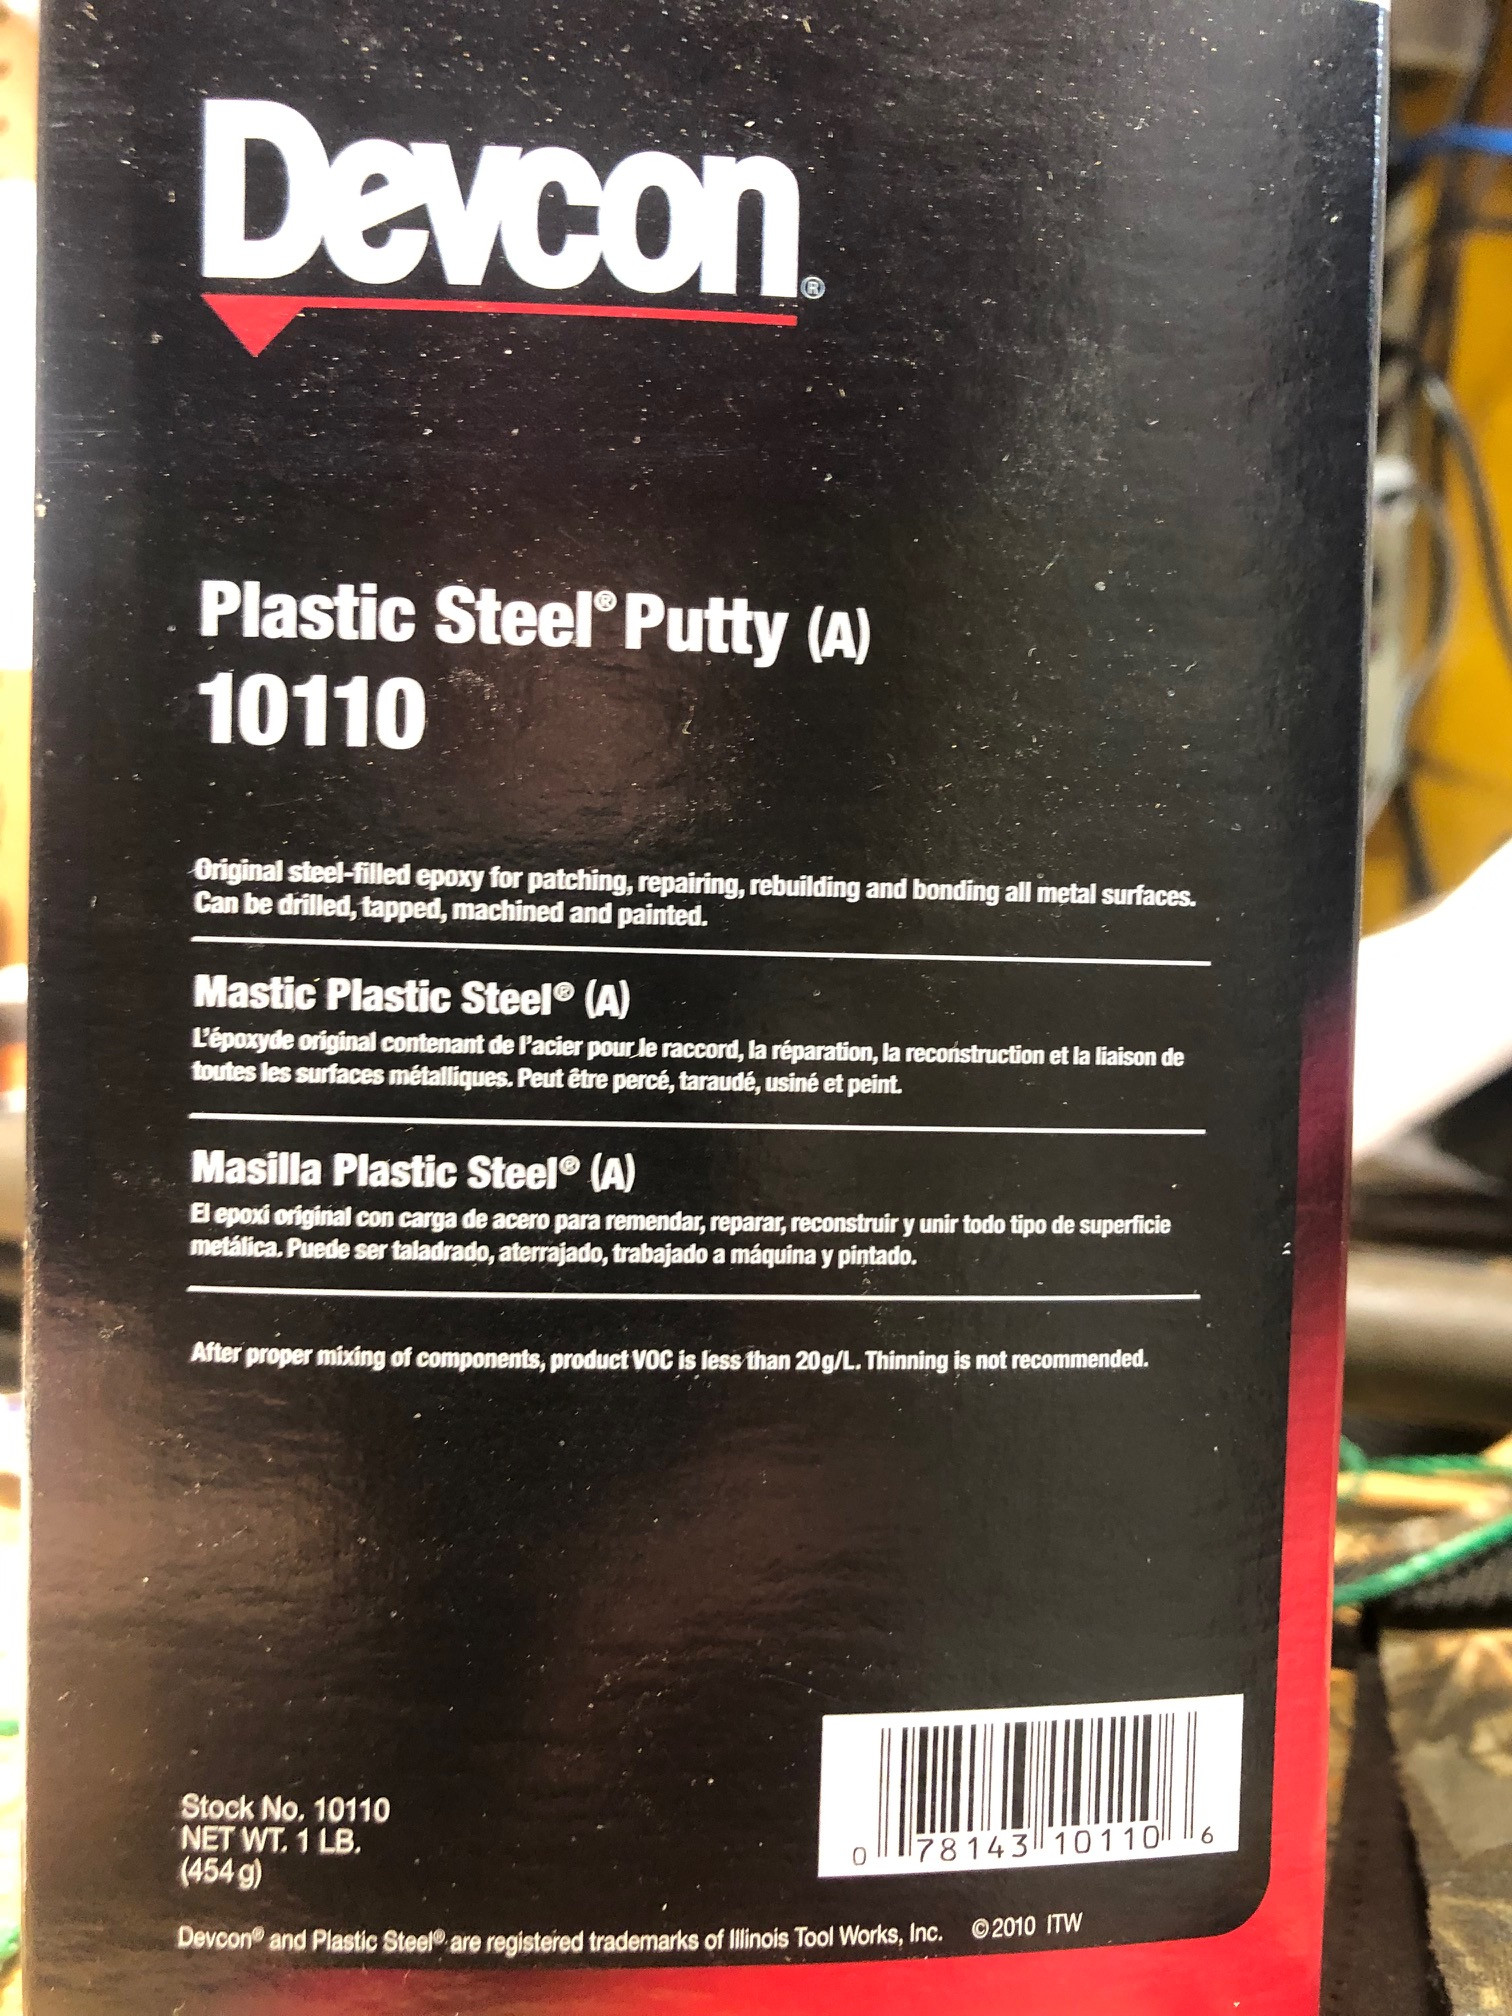 Devcon®
Plastic Steel® Putty (A)
10110
Original steel-filled epoxy for patching, repairing, rebuilding and bonding all metal surfaces.
Can be drilled, tapped, machined and painted.
Mastic Plastic Steel® (A)
L'époxyde original contenant de l'acier pour le raccord, la réparation, la reconstruction et la liaison de
toutes les surfaces métalliques. Peut être percé, taraudé, usiné et peint.
Masilla Plastic Steel® (A)
El epoxi original con carga de acero para remendar, reparar, reconstruir y unir todo tipo de superficie
metálica. Puede ser taladrado, aterrajado, trabajado a máquina y pintado.
After proper mixing of components, product VOC is less than 20g/L. Thinning is not recommended.
Stock No. 10110
NET WT. 1 LB.
(454 g)
0 78143 10110 6
Devcon® and Plastic Steel® are registered trademarks of Illinois Tool Works, Inc. ©2010 ITW